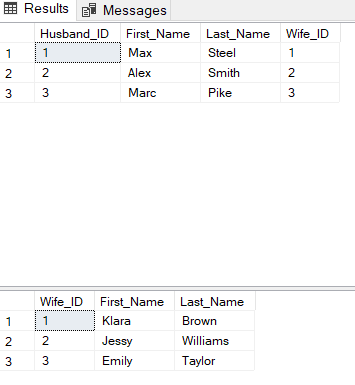 Results Messages
Husband_ID First_Name Last_Name Wife_ID
1 1 Max Steel 1
2 2 Alex Smith 2
3 3 Marc Pike 3
Wife_ID First_Name Last_Name
1 1 Klara Brown
2 2 Jessy Williams
3 3 Emily Taylor